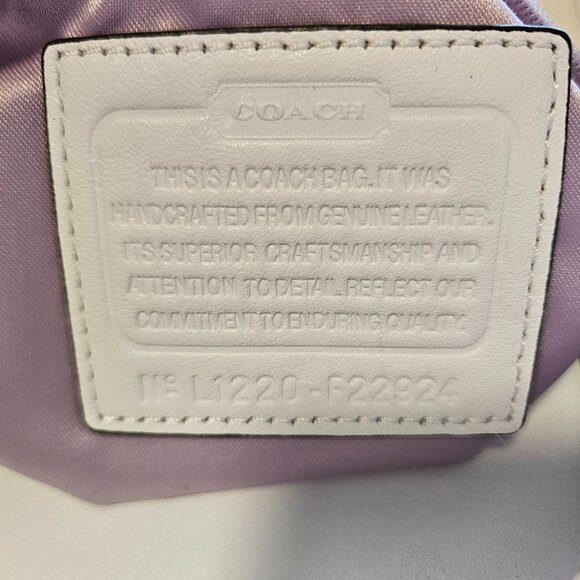 COACH
THIS IS A COACH BAG. IT WAS
HANDCRAFTED FROM GENUINE LEATHER.
ITS SUPERIOR CRAFTSMANSHIP AND
ATTENTION TO DETAIL REFLECT OUR
COMMITMENT TO ENDURING QUALITY.
Nº L1220-F22924